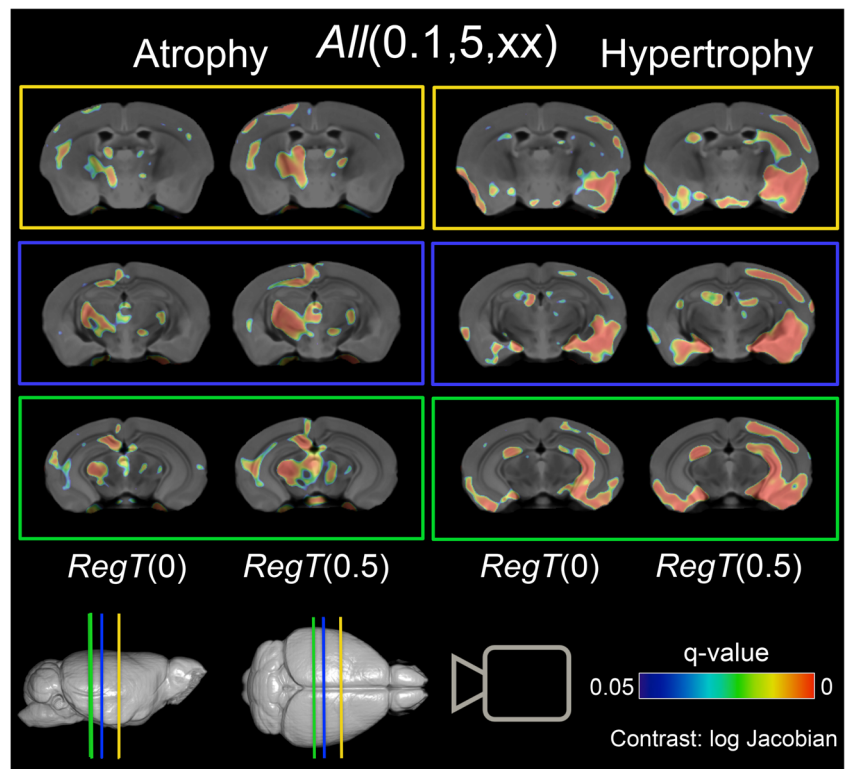 All(0.1,5,xx)
Atrophy
Hypertrophy
RegT(0)
RegT(0.5)
RegT(0)
RegT(0.5)
q-value
0.05
0
Contrast: log Jacobian